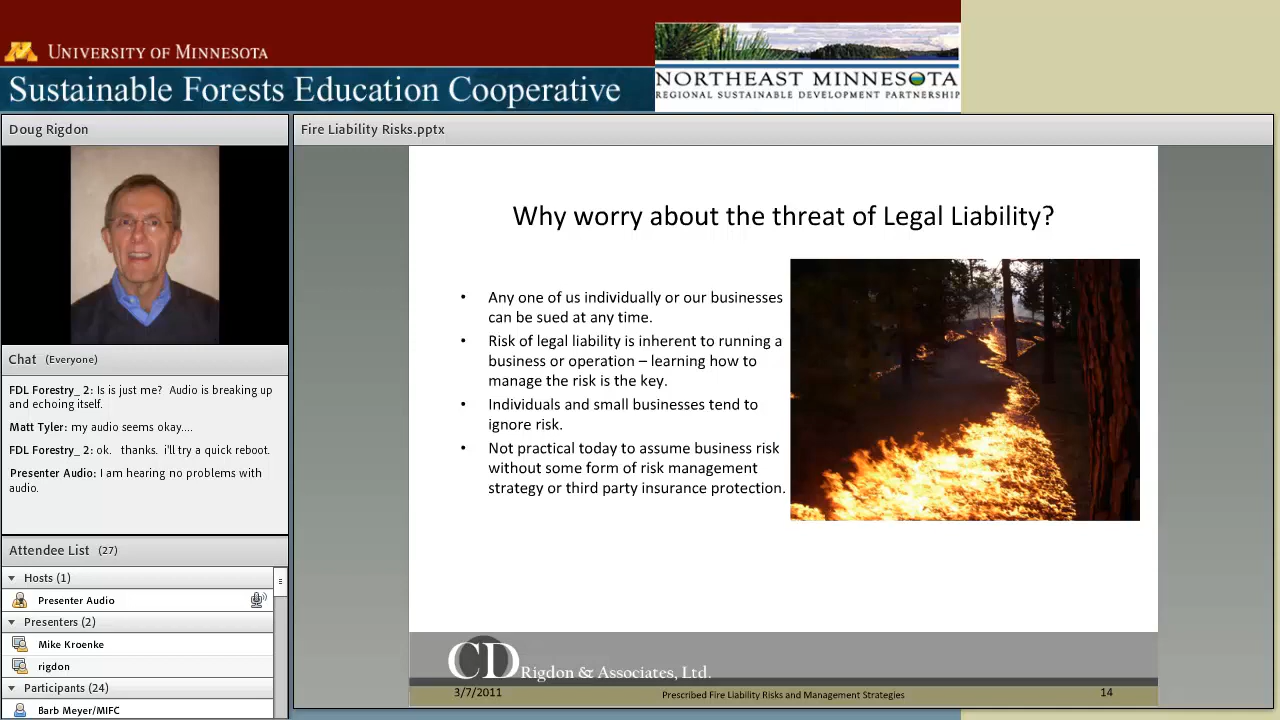 UNIVERSITY OF MINNESOTA
Sustainable Forests Education Cooperative
NORTHEAST MINNESOTA
REGIONAL SUSTAINABLE DEVELOPMENT PARTNERSHIP
Doug Rigdon
Chat (Everyone)
FDL Forestry_ 2: Is is just me? Audio is breaking up
and echoing itself.
Matt Tyler: my audio seems okay....
FDL Forestry_ 2: ok. thanks. i'll try a quick reboot.
Presenter Audio: I am hearing no problems with
audio.
Attendee List (27)
Hosts (1)
Presenter Audio
Presenters (2)
Mike Kroenke
rigdon
Participants (24)
Barb Meyer/MIFC
Fire Liability Risks.pptx
Why worry about the threat of Legal Liability?
• Any one of us individually or our businesses
can be sued at any time.
• Risk of legal liability is inherent to running a
business or operation – learning how to
manage the risk is the key.
• Individuals and small businesses tend to
ignore risk.
• Not practical today to assume business risk
without some form of risk management
strategy or third party insurance protection.
CD Rigdon & Associates, Ltd.
3/7/2011
Prescribed Fire Liability Risks and Management Strategies
14